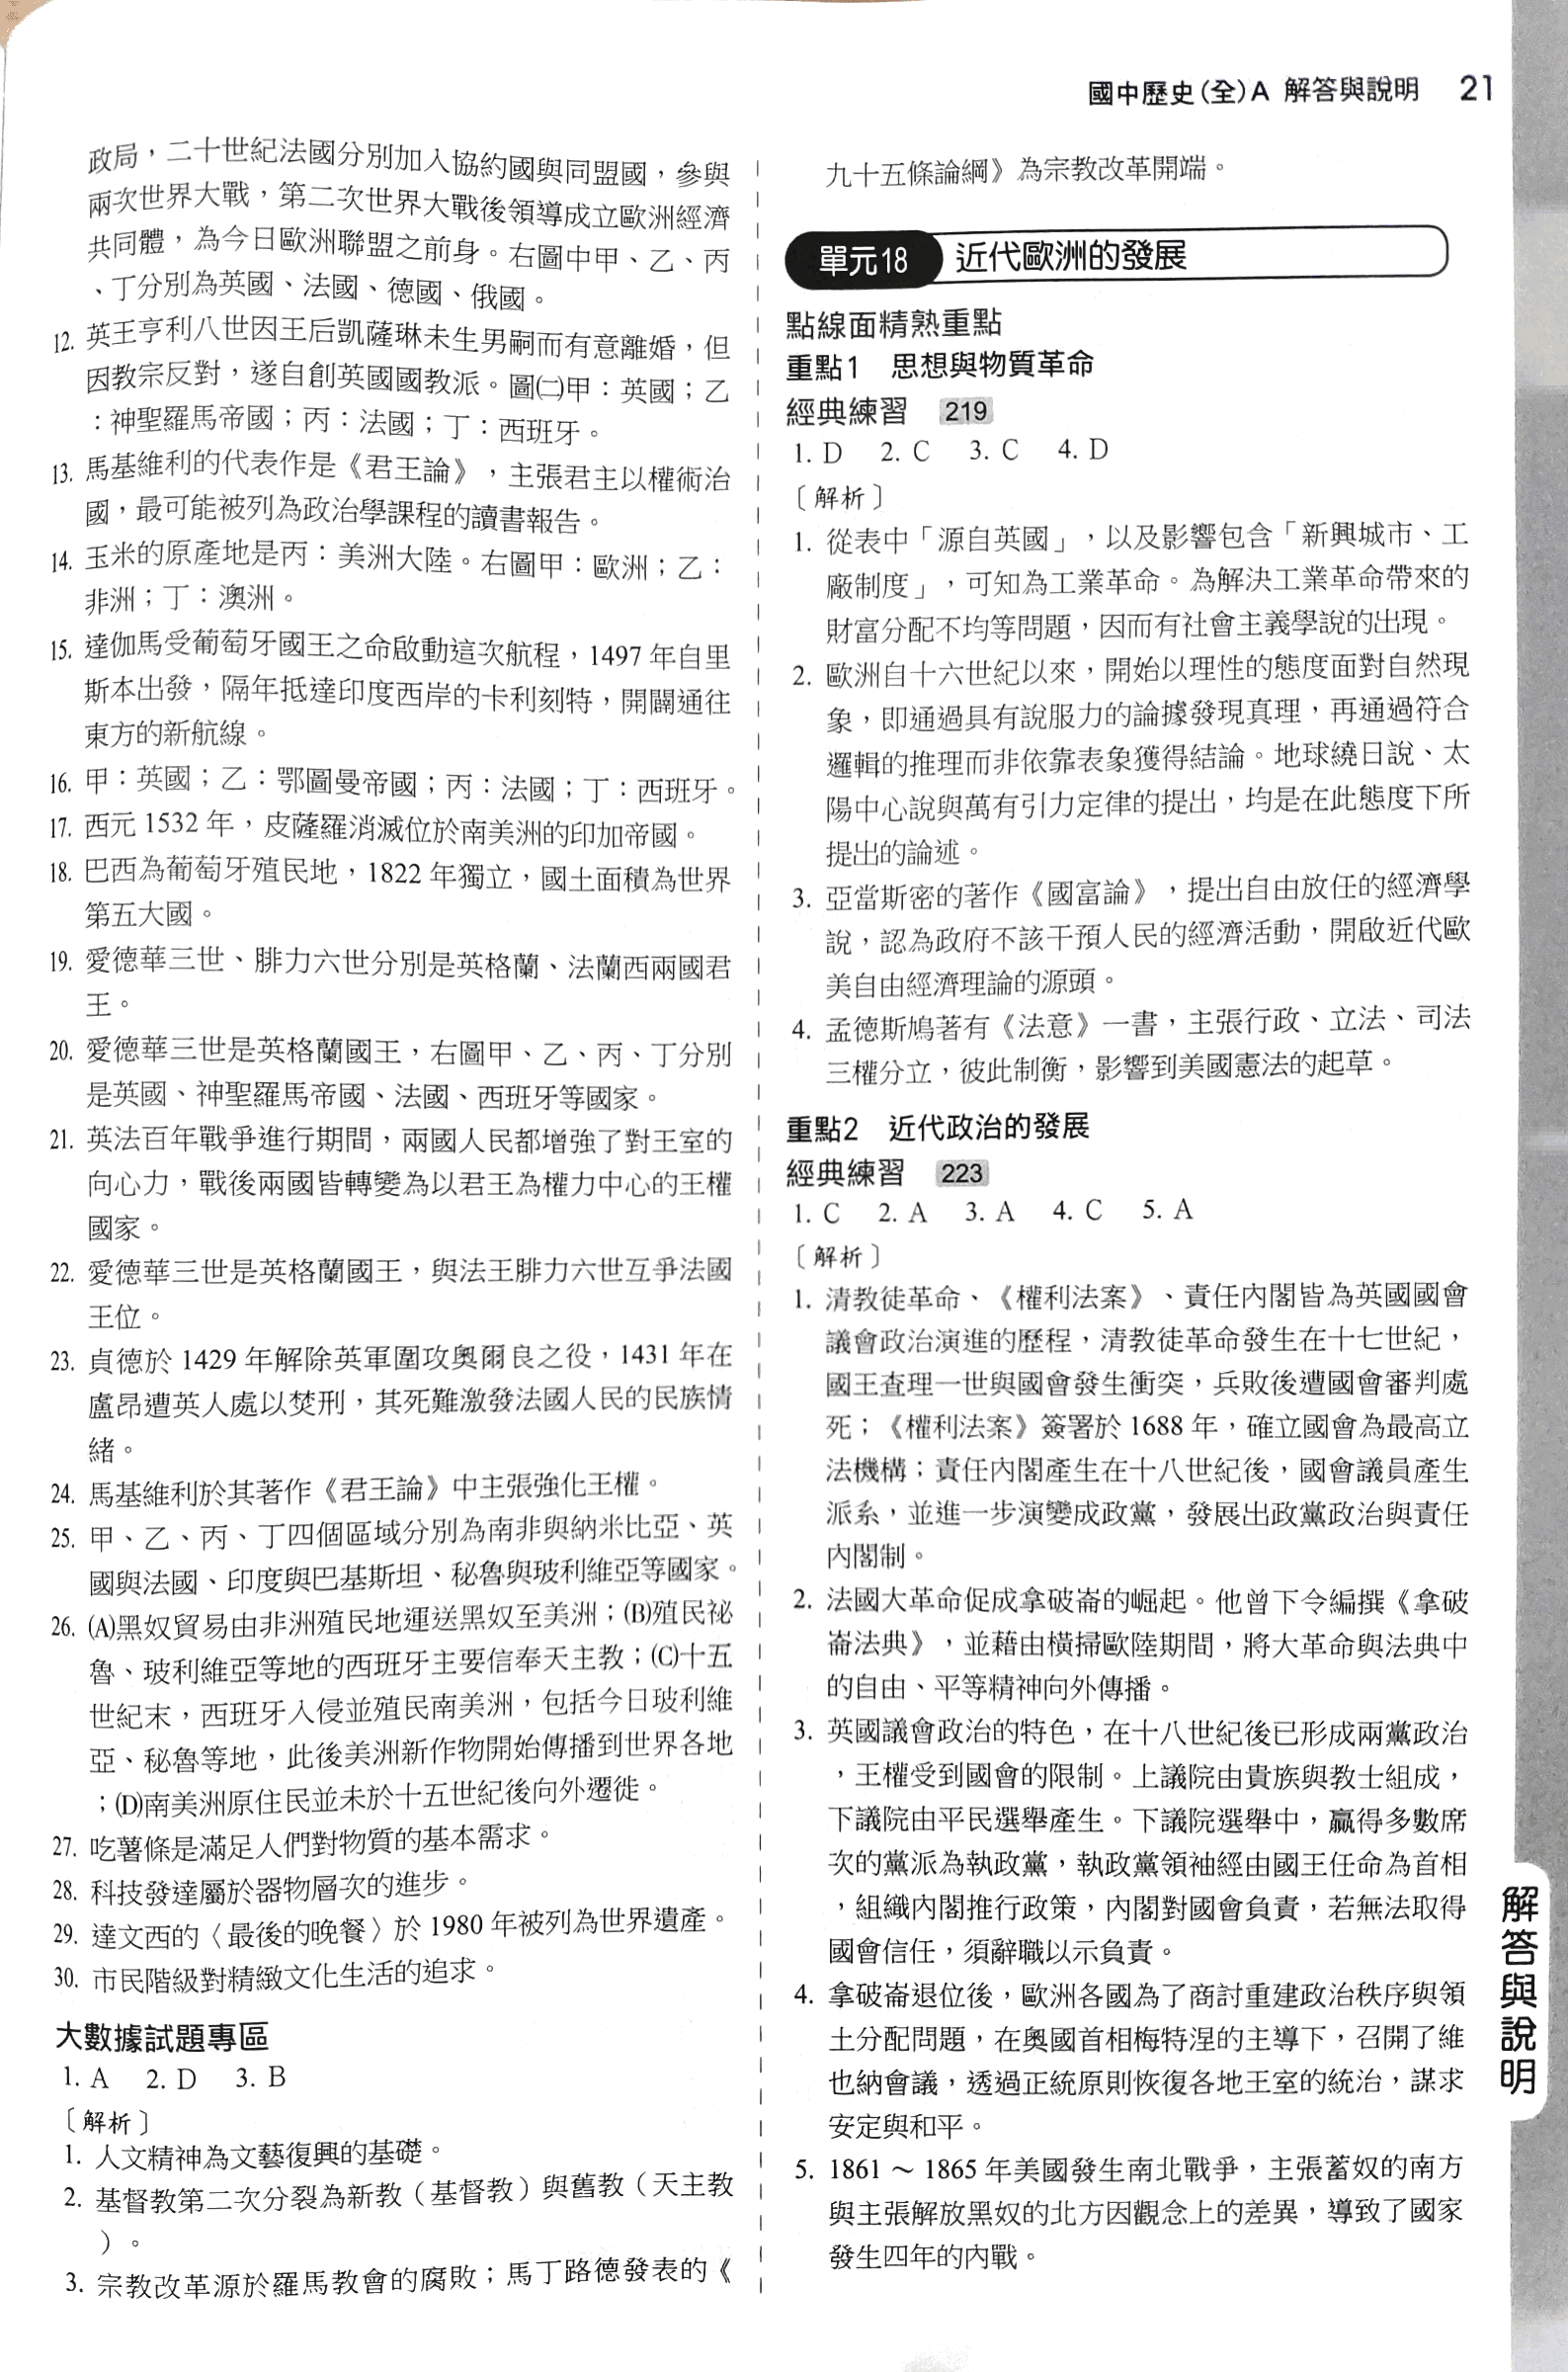 國中歷史(全)A 解答與說明 21
政局，二十世紀法國分別加入協約國與同盟國，參與
兩次世界大戰，第二次世界大戰後領導成立歐洲經濟
共同體，為今日歐洲聯盟之前身。右圖中甲、乙、丙
、丁分別為英國、法國、德國、俄國。
12. 英王亨利八世因王后凱薩琳未生男嗣而有意離婚，但
因教宗反對，遂自創英國國教派。圖㈡甲：英國；乙
：神聖羅馬帝國；丙：法國；丁：西班牙。
13. 馬基維利的代表作是《君王論》，主張君主以權術治
國，最可能被列為政治學課程的讀書報告。
14. 玉米的原產地是丙：美洲大陸。右圖甲：歐洲；乙：
非洲；丁：澳洲。
15. 達伽馬受葡萄牙國王之命啟動這次航程，1497 年自里
斯本出發，隔年抵達印度西岸的卡利刻特，開闢通往
東方的新航線。
16. 甲：英國；乙：鄂圖曼帝國；丙：法國；丁：西班牙。
17. 西元 1532 年，皮薩羅消滅位於南美洲的印加帝國。
18. 巴西為葡萄牙殖民地，1822 年獨立，國土面積為世界
第五大國。
19. 愛德華三世、腓力六世分別是英格蘭、法蘭西兩國君
王。
20. 愛德華三世是英格蘭國王，右圖甲、乙、丙、丁分別
是英國、神聖羅馬帝國、法國、西班牙等國家。
21. 英法百年戰爭進行期間，兩國人民都增強了對王室的
向心力，戰後兩國皆轉變為以君王為權力中心的王權
國家。
22. 愛德華三世是英格蘭國王，與法王腓力六世互爭法國
王位。
23. 貞德於 1429 年解除英軍圍攻奧爾良之役，1431 年在
盧昂遭英人處以焚刑，其死難激發法國人民的民族情
緒。
24. 馬基維利於其著作《君王論》中主張強化王權。
25. 甲、乙、丙、丁四個區域分別為南非與納米比亞、英
國與法國、印度與巴基斯坦、秘魯與玻利維亞等國家。
26. (A)黑奴貿易由非洲殖民地運送黑奴至美洲；(B)殖民祕
魯、玻利維亞等地的西班牙主要信奉天主教；(C)十五
世紀末，西班牙入侵並殖民南美洲，包括今日玻利維
亞、秘魯等地，此後美洲新作物開始傳播到世界各地
；(D)南美洲原住民並未於十五世紀後向外遷徙。
27. 吃薯條是滿足人們對物質的基本需求。
28. 科技發達屬於器物層次的進步。
29. 達文西的〈最後的晚餐〉於 1980 年被列為世界遺產。
30. 市民階級對精緻文化生活的追求。
大數據試題專區
1. A 2. D 3. B
〔解析〕
1. 人文精神為文藝復興的基礎。
2. 基督教第二次分裂為新教（基督教）與舊教（天主教
）。
3. 宗教改革源於羅馬教會的腐敗；馬丁路德發表的《
九十五條論綱》為宗教改革開端。
單元18 近代歐洲的發展
點線面精熟重點
重點1 思想與物質革命
經典練習 219
1. D 2. C 3. C 4. D
〔解析〕
1. 從表中「源自英國」，以及影響包含「新興城市、工
廠制度」，可知為工業革命。為解決工業革命帶來的
財富分配不均等問題，因而有社會主義學說的出現。
2. 歐洲自十六世紀以來，開始以理性的態度面對自然現
象，即通過具有說服力的論據發現真理，再通過符合
邏輯的推理而非依靠表象獲得結論。地球繞日說、太
陽中心說與萬有引力定律的提出，均是在此態度下所
提出的論述。
3. 亞當斯密的著作《國富論》，提出自由放任的經濟學
說，認為政府不該干預人民的經濟活動，開啟近代歐
美自由經濟理論的源頭。
4. 孟德斯鳩著有《法意》一書，主張行政、立法、司法
三權分立，彼此制衡，影響到美國憲法的起草。
重點2 近代政治的發展
經典練習 223
1. C 2. A 3. A 4. C 5. A
〔解析〕
1. 清教徒革命、《權利法案》、責任內閣皆為英國國會
議會政治演進的歷程，清教徒革命發生在十七世紀，
國王查理一世與國會發生衝突，兵敗後遭國會審判處
死；《權利法案》簽署於 1688 年，確立國會為最高立
法機構；責任內閣產生在十八世紀後，國會議員產生
派系，並進一步演變成政黨，發展出政黨政治與責任
內閣制。
2. 法國大革命促成拿破崙的崛起。他曾下令編撰《拿破
崙法典》，並藉由橫掃歐陸期間，將大革命與法典中
的自由、平等精神向外傳播。
3. 英國議會政治的特色，在十八世紀後已形成兩黨政治
，王權受到國會的限制。上議院由貴族與教士組成，
下議院由平民選舉產生。下議院選舉中，贏得多數席
次的黨派為執政黨，執政黨領袖經由國王任命為首相
，組織內閣推行政策，內閣對國會負責，若無法取得
國會信任，須辭職以示負責。
4. 拿破崙退位後，歐洲各國為了商討重建政治秩序與領
土分配問題，在奧國首相梅特涅的主導下，召開了維
也納會議，透過正統原則恢復各地王室的統治，謀求
安定與和平。
5. 1861 ～ 1865 年美國發生南北戰爭，主張蓄奴的南方
與主張解放黑奴的北方因觀念上的差異，導致了國家
發生四年的內戰。
解答與說明